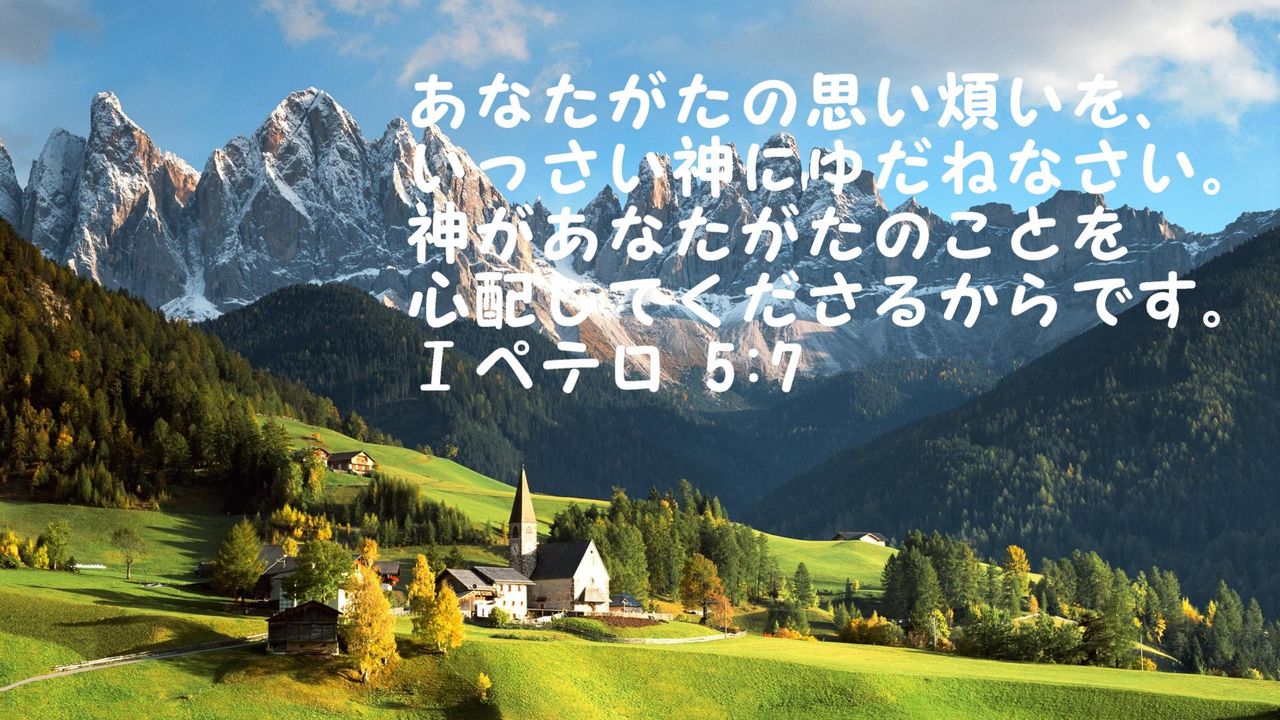 あなたがたの思い煩いを、
いっさい神にゆだねなさい。
神があなたがたのことを
心配してくださるからです。
Ⅰペテロ 5:7